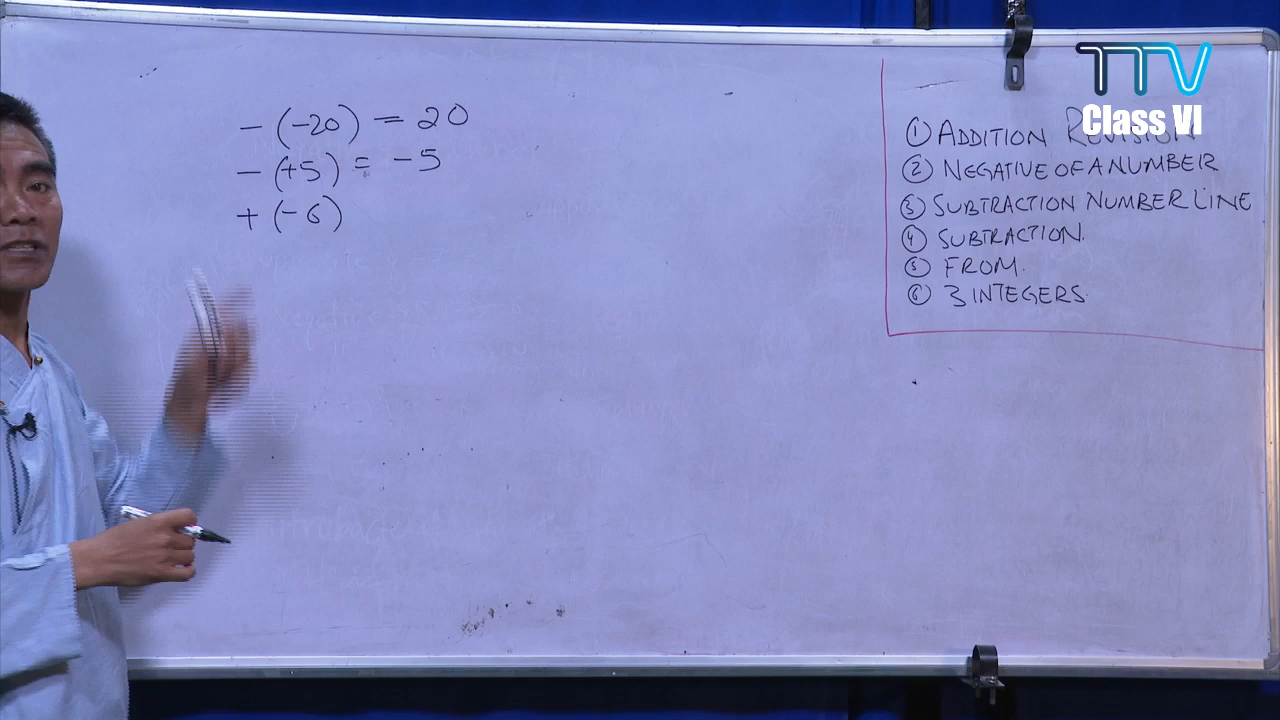 -(-20) = 20
-(+5) = -5
+(-6)
TTV
Class VI
① ADDITION REVISION
② NEGATIVE OF A NUMBER
③ SUBTRACTION NUMBER LINE
④ SUBTRACTION.
⑤ FROM.
⑥ 3 INTEGERS.